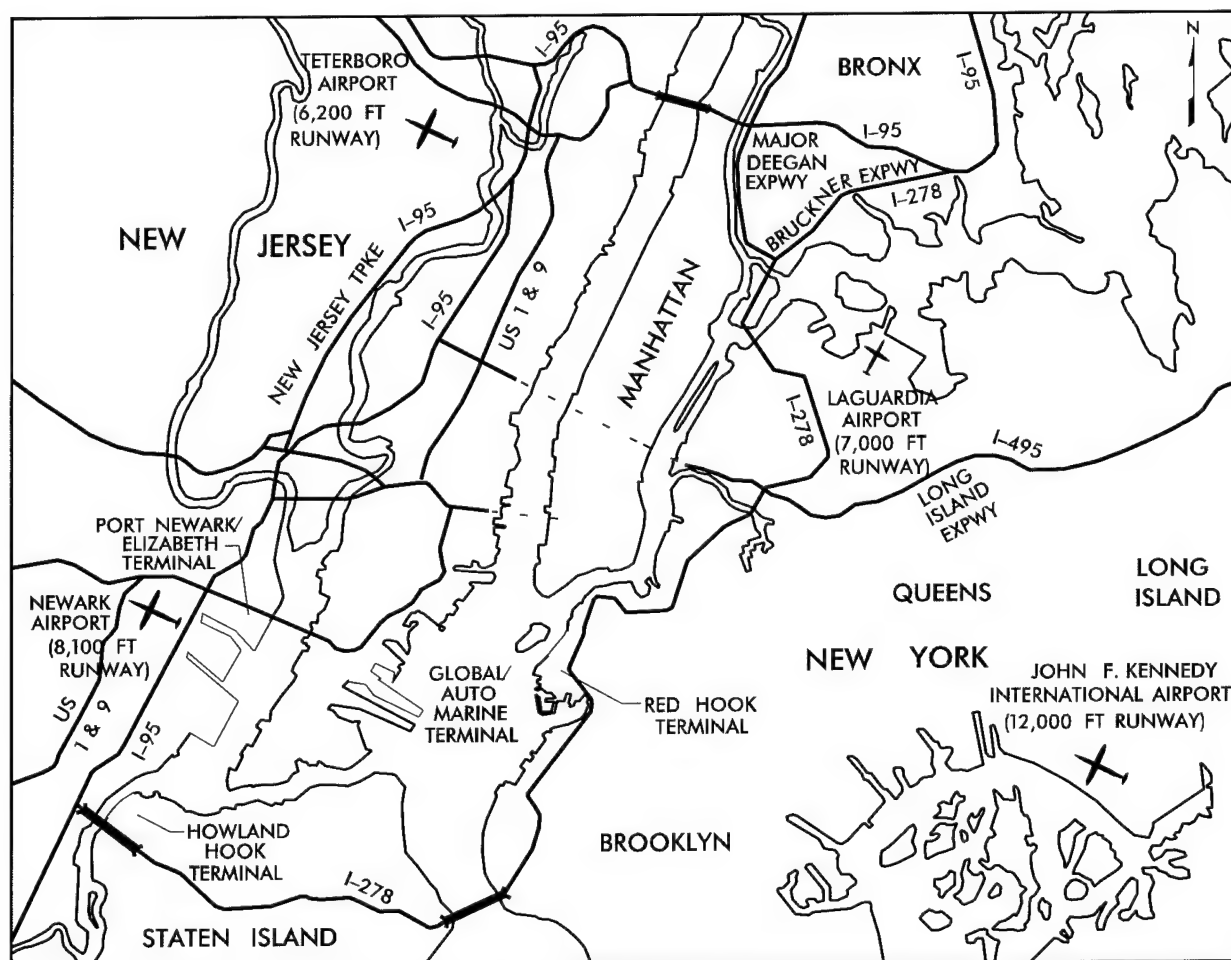 I–95
N
TETERBORO
AIRPORT
(6,200 FT
RUNWAY)
BRONX
I–95
I–95
MAJOR
DEEGAN
EXPWY
BRUCKNER EXPWY
I–278
NEW JERSEY
I–95
NEW JERSEY TPKE
I–95
US 1 & 9
MANHATTAN
LAGUARDIA
AIRPORT
(7,000 FT
RUNWAY)
I–278
I–495
LONG
ISLAND
EXPWY
PORT NEWARK/
ELIZABETH
TERMINAL
NEWARK
AIRPORT
(8,100 FT
RUNWAY)
QUEENS
LONG
ISLAND
NEW YORK
JOHN F. KENNEDY
INTERNATIONAL AIRPORT
(12,000 FT RUNWAY)
GLOBAL/
AUTO
MARINE
TERMINAL
RED HOOK
TERMINAL
US
1 & 9
I–95
HOWLAND
HOOK
TERMINAL
BROOKLYN
I–278
STATEN ISLAND